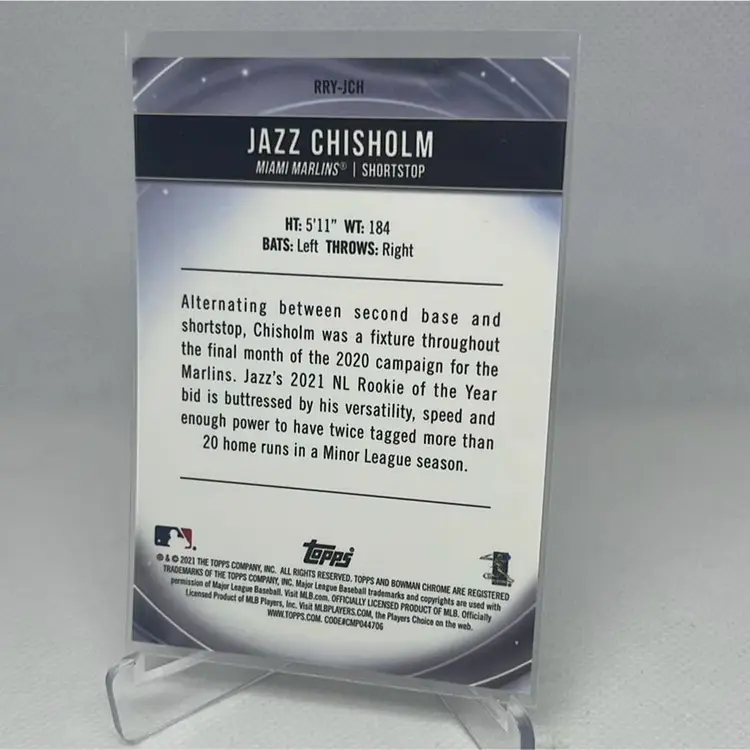 RRY-JCH
JAZZ CHISHOLM
MIAMI MARLINS® | SHORTSTOP
HT: 5'11" WT: 184
BATS: Left THROWS: Right
Alternating between second base and
shortstop, Chisholm was a fixture throughout
the final month of the 2020 campaign for the
Marlins. Jazz's 2021 NL Rookie of the Year
bid is buttressed by his versatility, speed and
enough power to have twice tagged more than
20 home runs in a Minor League season.
topps
® & © 2021 THE TOPPS COMPANY, INC. ALL RIGHTS RESERVED. TOPPS AND BOWMAN CHROME ARE REGISTERED
TRADEMARKS OF THE TOPPS COMPANY, INC. Major League Baseball trademarks and copyrights are used with
permission of Major League Baseball. Visit MLB.com. OFFICIALLY LICENSED PRODUCT OF MLB. Officially
Licensed Product of MLB Players, Inc. Visit MLBPLAYERS.COM, the Players Choice on the web.
WWW.TOPPS.COM. CODE#CMP044706